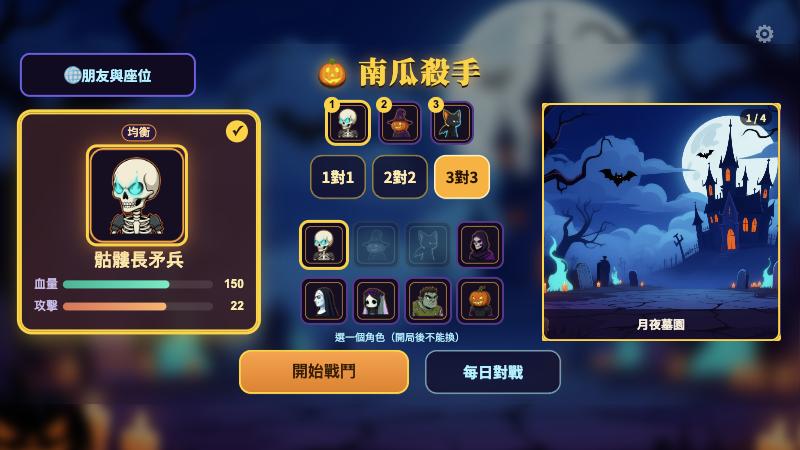 朋友與座位
南瓜殺手
1
2
3
1對1
2對2
3對3
均衡
骷髏長矛兵
血量
150
攻擊
22
選一個角色（開局後不能換）
開始戰鬥
每日對戰
1/4
月夜墓園